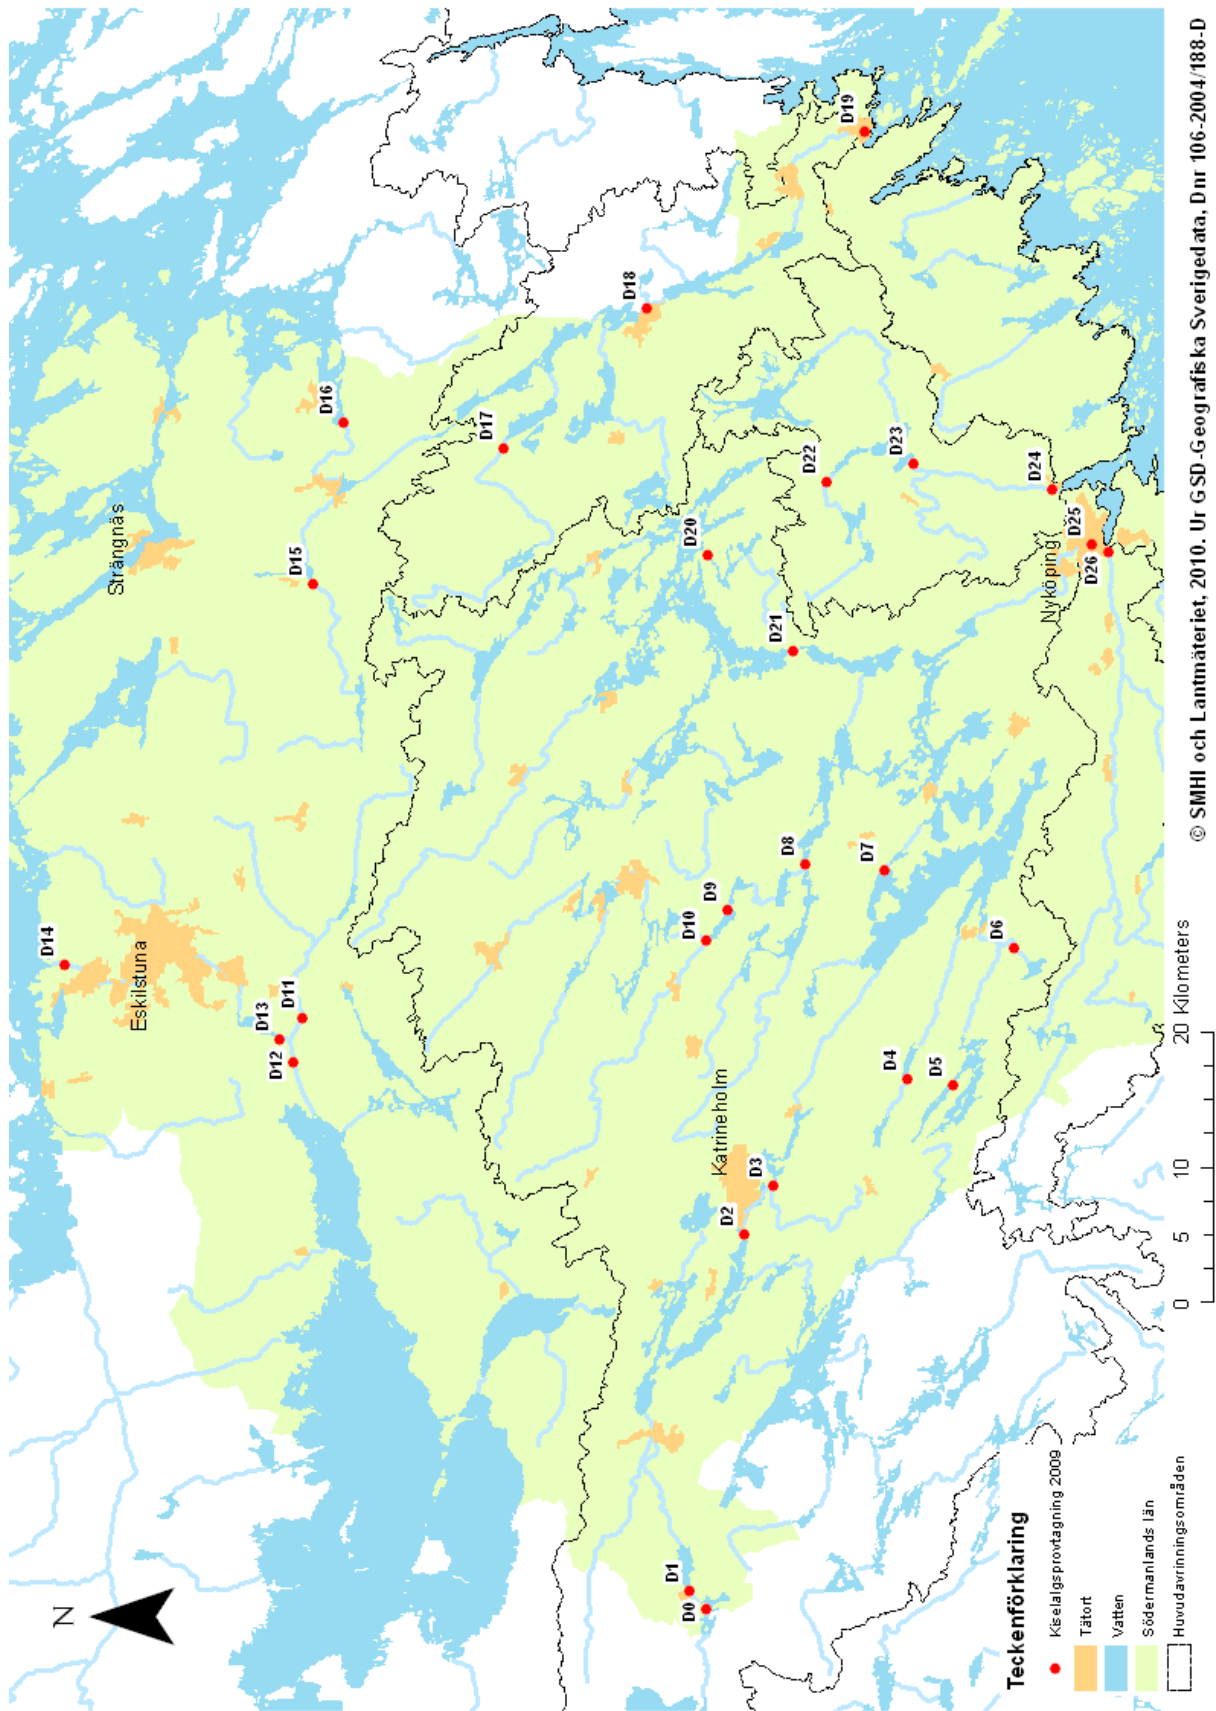 N
Strängnäs
Eskilstuna
Katrineholm
Nyköping
D0
D1
D2
D3
D4
D5
D6
D7
D8
D9
D10
D11
D12
D13
D14
D15
D16
D17
D18
D19
D20
D21
D22
D23
D24
D25
D26
Teckenförklaring
Kiselalgsprovtagning 2009
Tätort
Vatten
Södermanlands län
Huvudavrinningsområden
0 5 10 20 Kilometers
© SMHI och Lantmäteriet, 2010. Ur GSD-Geografiska Sverigedata, Dnr 106-2004/188-D